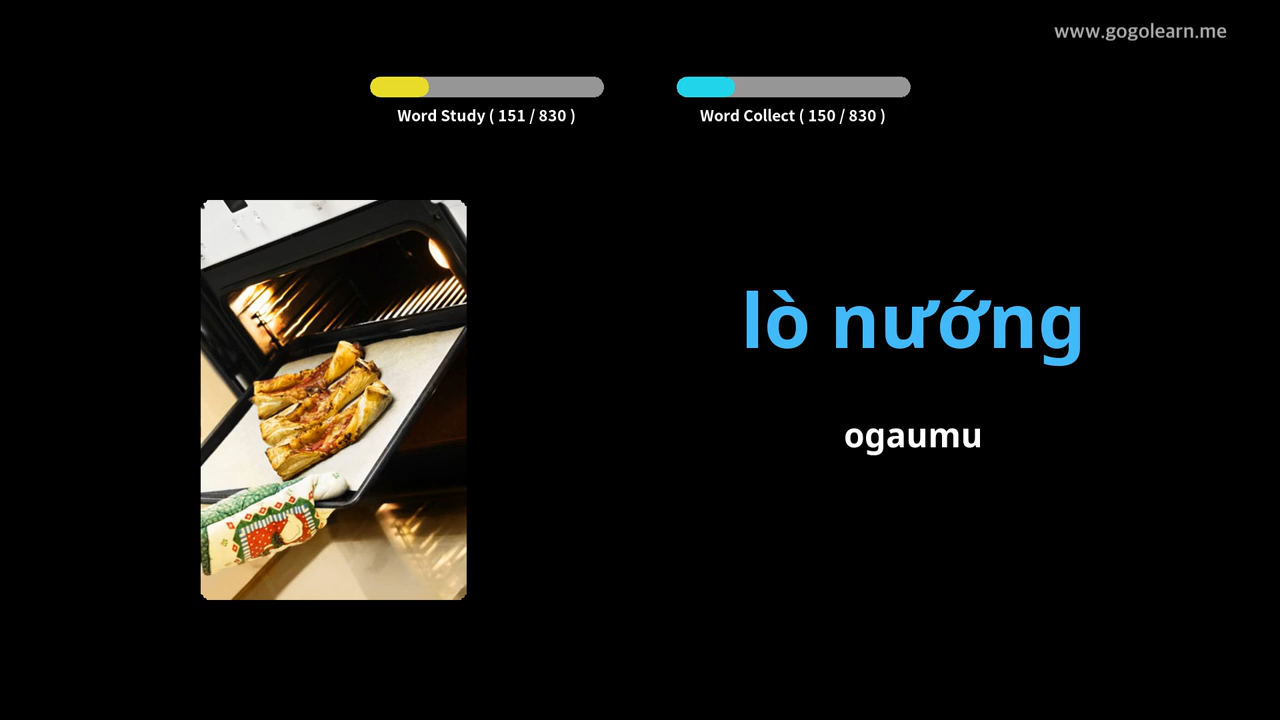 www.gogolearn.me
Word Study ( 151 / 830 )
Word Collect ( 150 / 830 )
lò nướng
ogaumu